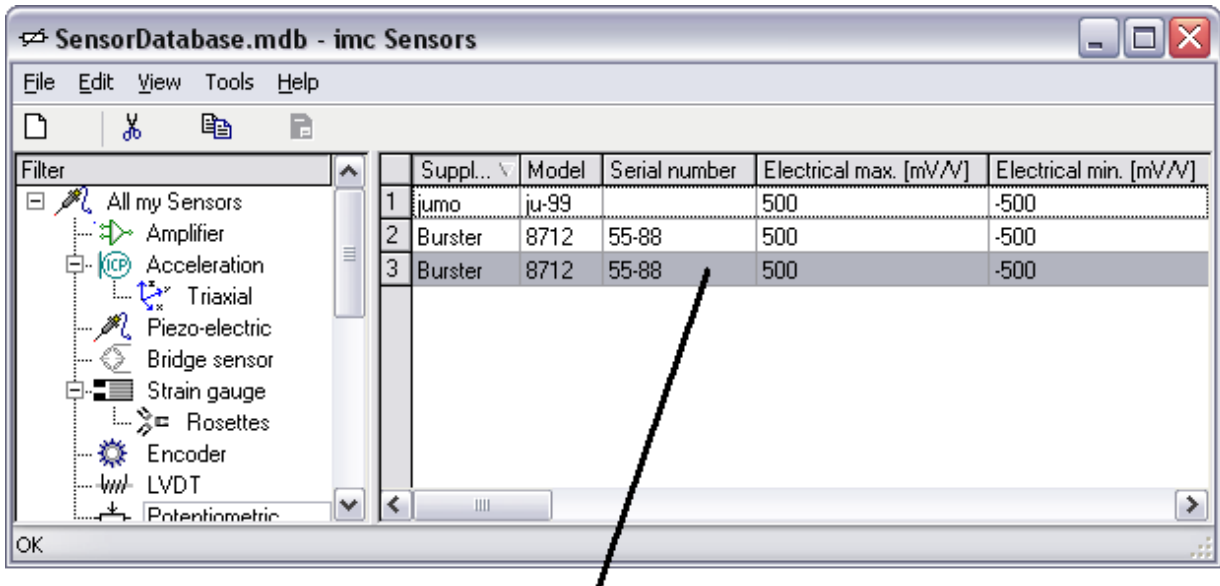 SensorDatabase.mdb - imc Sensors
File Edit View Tools Help
Filter
All my Sensors
Amplifier
ICP Acceleration
Triaxial
Piezo-electric
Bridge sensor
Strain gauge
Rosettes
Encoder
LVDT
Potentiometric
Suppl... Model Serial number Electrical max. [mV/V] Electrical min. [mV/V]
1 jumo ju-99 500 -500
2 Burster 8712 55-88 500 -500
3 Burster 8712 55-88 500 -500
OK